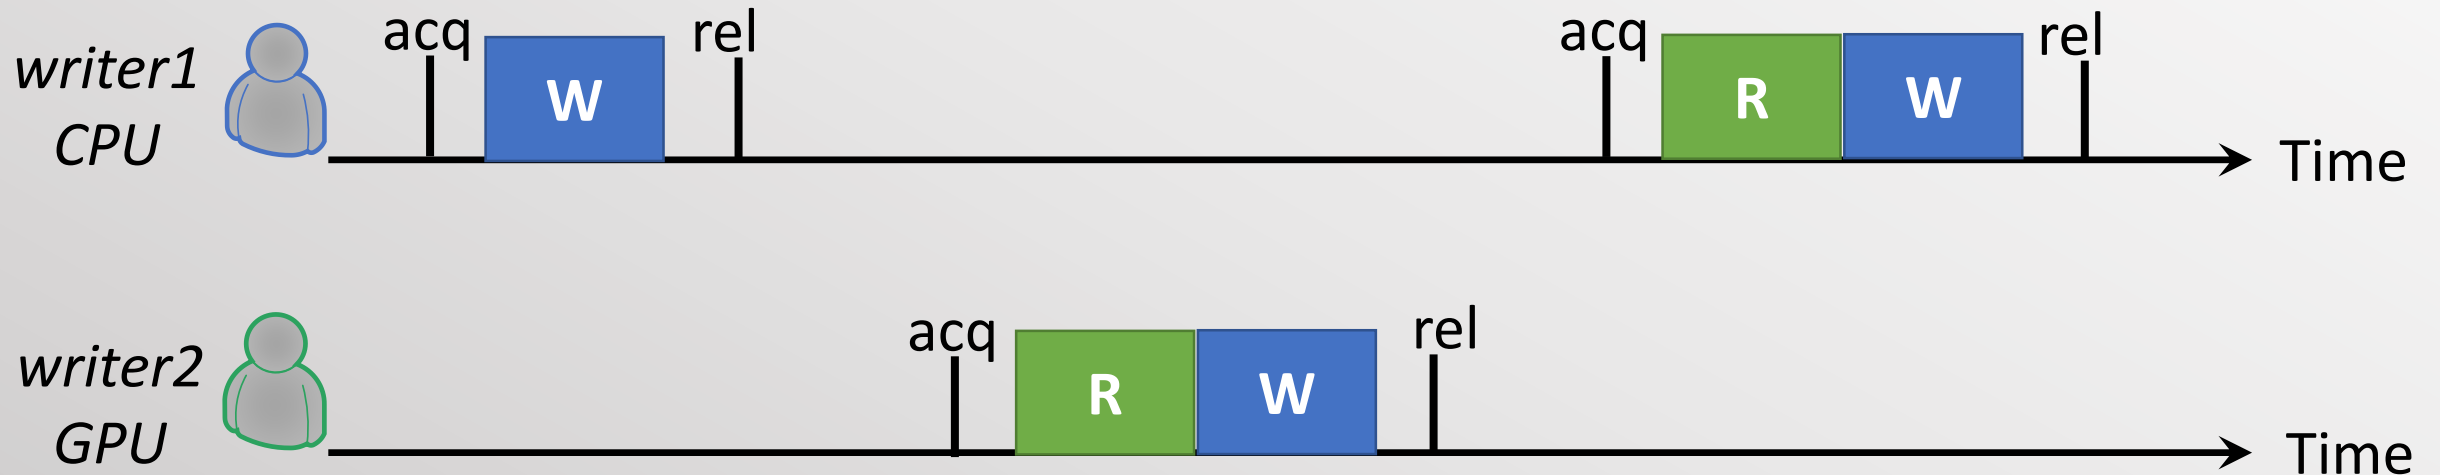 writer1
CPU
acq
W
rel
acq
R
W
rel
Time
writer2
GPU
acq
R
W
rel
Time